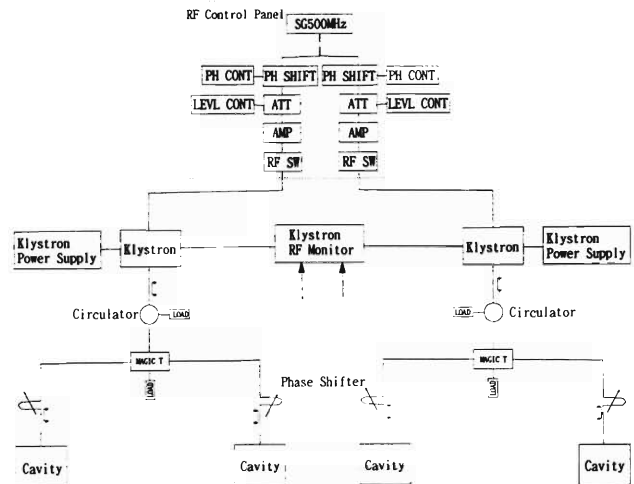 RF Control Panel
SG500MHz
PH CONT
PH SHIFT
PH SHIFT
PH CONT.
LEVL CONT
ATT
ATT
LEVL CONT
AMP
AMP
RF SW
RF SW
Klystron
Power Supply
Klystron
Klystron
RF Monitor
Klystron
Klystron
Power Supply
Circulator
LOAD
LOAD
Circulator
MAGIC T
MAGIC T
LOAD
Phase Shifter
LOAD
Cavity
Cavity
Cavity
Cavity